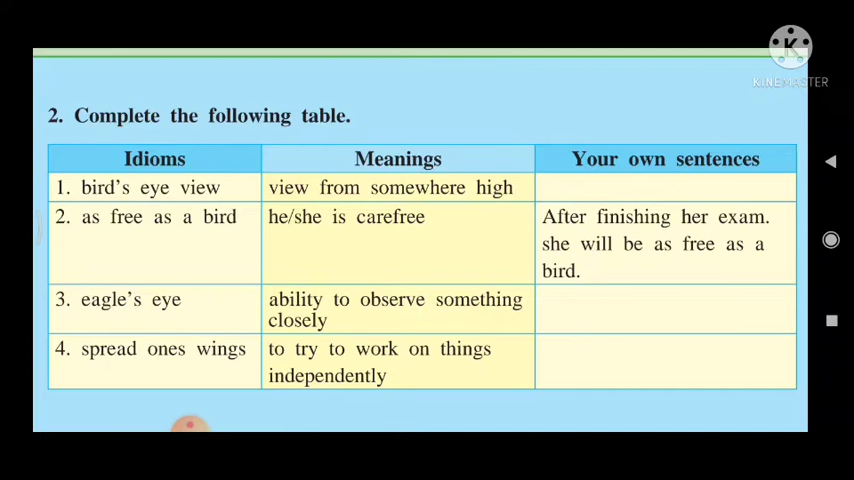 K
KINEMASTER
2. Complete the following table.
Idioms Meanings Your own sentences
1. bird's eye view view from somewhere high
2. as free as a bird he/she is carefree After finishing her exam.
she will be as free as a
bird.
3. eagle's eye ability to observe something
closely
4. spread ones wings to try to work on things
independently